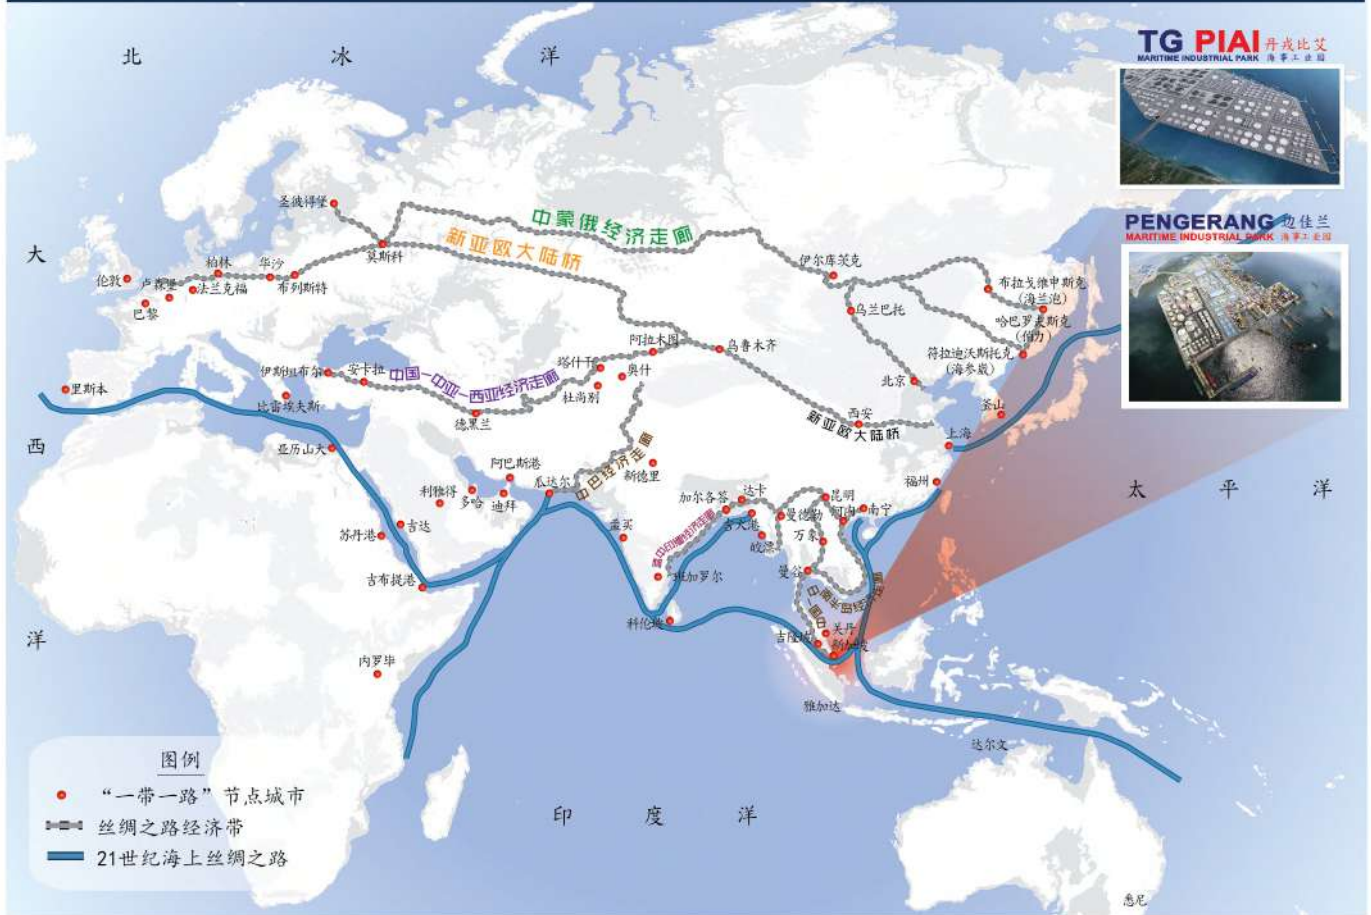 北 冰 洋
TG PIAI 丹戎比艾
MARITIME INDUSTRIAL PARK 海事工业园
PENGERANG 边佳兰
MARITIME INDUSTRIAL PARK 海事工业园
圣彼得堡
中蒙俄经济走廊
新亚欧大陆桥
莫斯科
大
西
洋
伦敦
卢森堡
柏林
法兰克福
华沙
布列斯特
巴黎
伊尔库茨克
乌兰巴托
布拉戈维申斯克
(海兰泡)
哈巴罗夫斯克
(伯力)
符拉迪沃斯托克
(海参崴)
里斯本
伊斯坦布尔
安卡拉
中国—中亚—西亚经济走廊
塔什干
阿拉木图
奥什
杜尚别
乌鲁木齐
北京
釜山
比雷埃夫斯
德黑兰
西安
新亚欧大陆桥
上海
亚历山大
阿巴斯港
利雅得
多哈
迪拜
瓜达尔
中巴经济走廊
新德里
福州
太 平 洋
加尔各答
达卡
昆明
南宁
河内
曼德勒
吉大港
皎漂
万象
孟买
孟中印缅经济走廊
班加罗尔
苏丹港
吉达
吉布提港
曼谷
科伦坡
关丹
吉隆坡
新加坡
内罗毕
雅加达
达尔文
印 度 洋
悉尼
图例
“一带一路”节点城市
丝绸之路经济带
21世纪海上丝绸之路